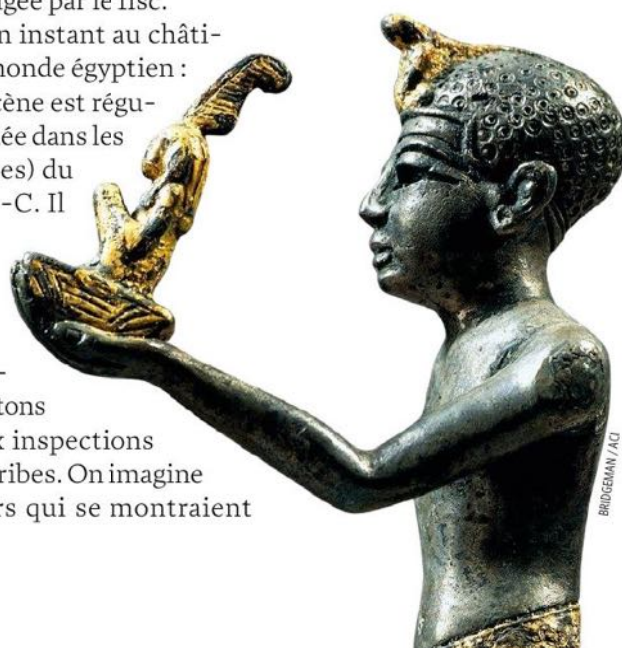 igée par le fisc.
n instant au châti-
monde égyptien :
cène est régu-
ée dans les
es) du
-C. Il
-
tons
x inspections
ribes. On imagine
rs qui se montraient
BRIDGEMAN / ACI